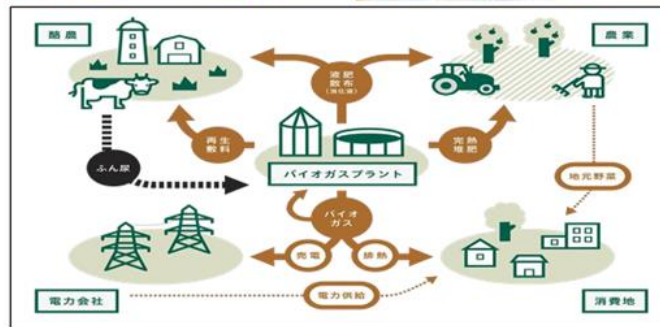 酪農
農業
液肥
散布
(消化液)
再生
敷料
完熟
堆肥
ふん尿
バイオガスプラント
地元野菜
バイオ
ガス
売電
排熱
電力会社
電力供給
消費地